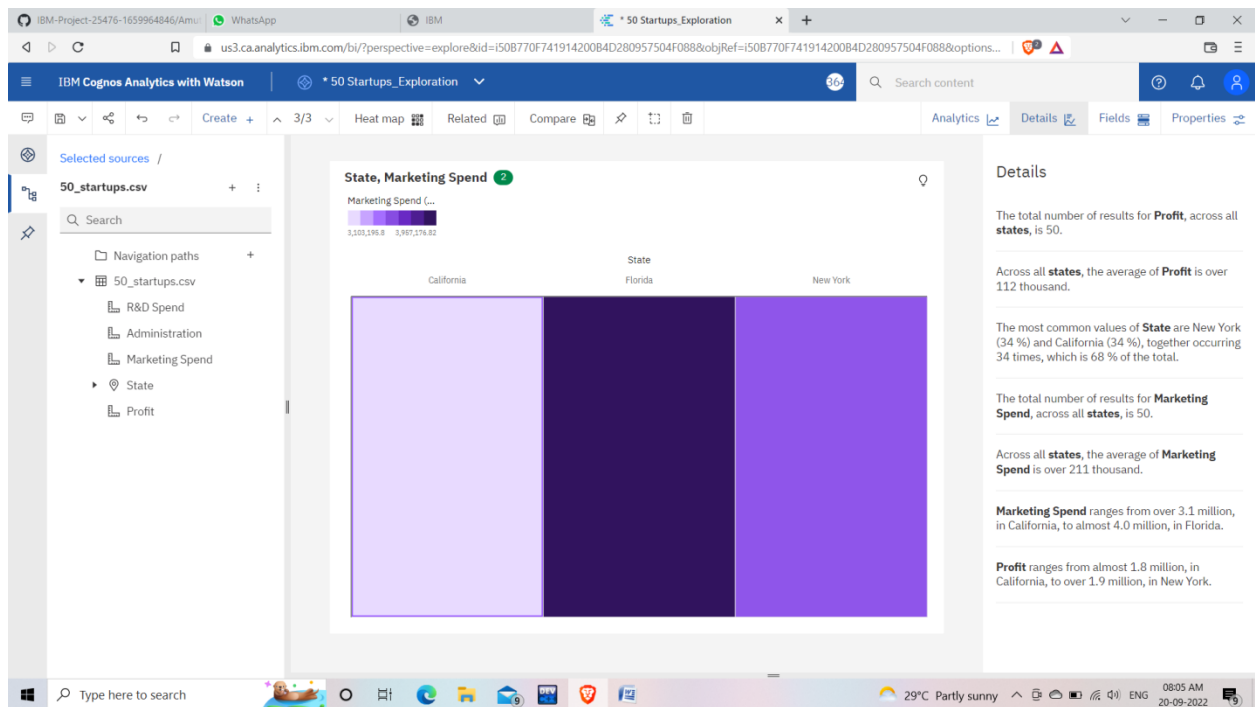 IBM-Project-25476-1659964846/Amu
WhatsApp
IBM
* 50 Startups_Exploration
us3.ca.analytics.ibm.com/bi/?perspective=explore&id=i50B770F741914200B4D280957504F088&objRef=i50B770F741914200B4D280957504F088&options...
IBM Cognos Analytics with Watson
* 50 Startups_Exploration
Search content
Create +
3/3
Heat map
Related
Compare
Analytics
Details
Fields
Properties
Selected sources /
50_startups.csv
Search
Navigation paths
50_startups.csv
R&D Spend
Administration
Marketing Spend
State
Profit
State, Marketing Spend 2
Marketing Spend (...
3,103,196.8 3,967,176.82
State
California Florida New York
Details
The total number of results for Profit, across all
states, is 50.
Across all states, the average of Profit is over
112 thousand.
The most common values of State are New York
(34 %) and California (34 %), together occurring
34 times, which is 68 % of the total.
The total number of results for Marketing
Spend, across all states, is 50.
Across all states, the average of Marketing
Spend is over 211 thousand.
Marketing Spend ranges from over 3.1 million,
in California, to almost 4.0 million, in Florida.
Profit ranges from almost 1.8 million, in
California, to over 1.9 million, in New York.
Type here to search
29°C Partly sunny
ENG
08:05 AM
20-09-2022